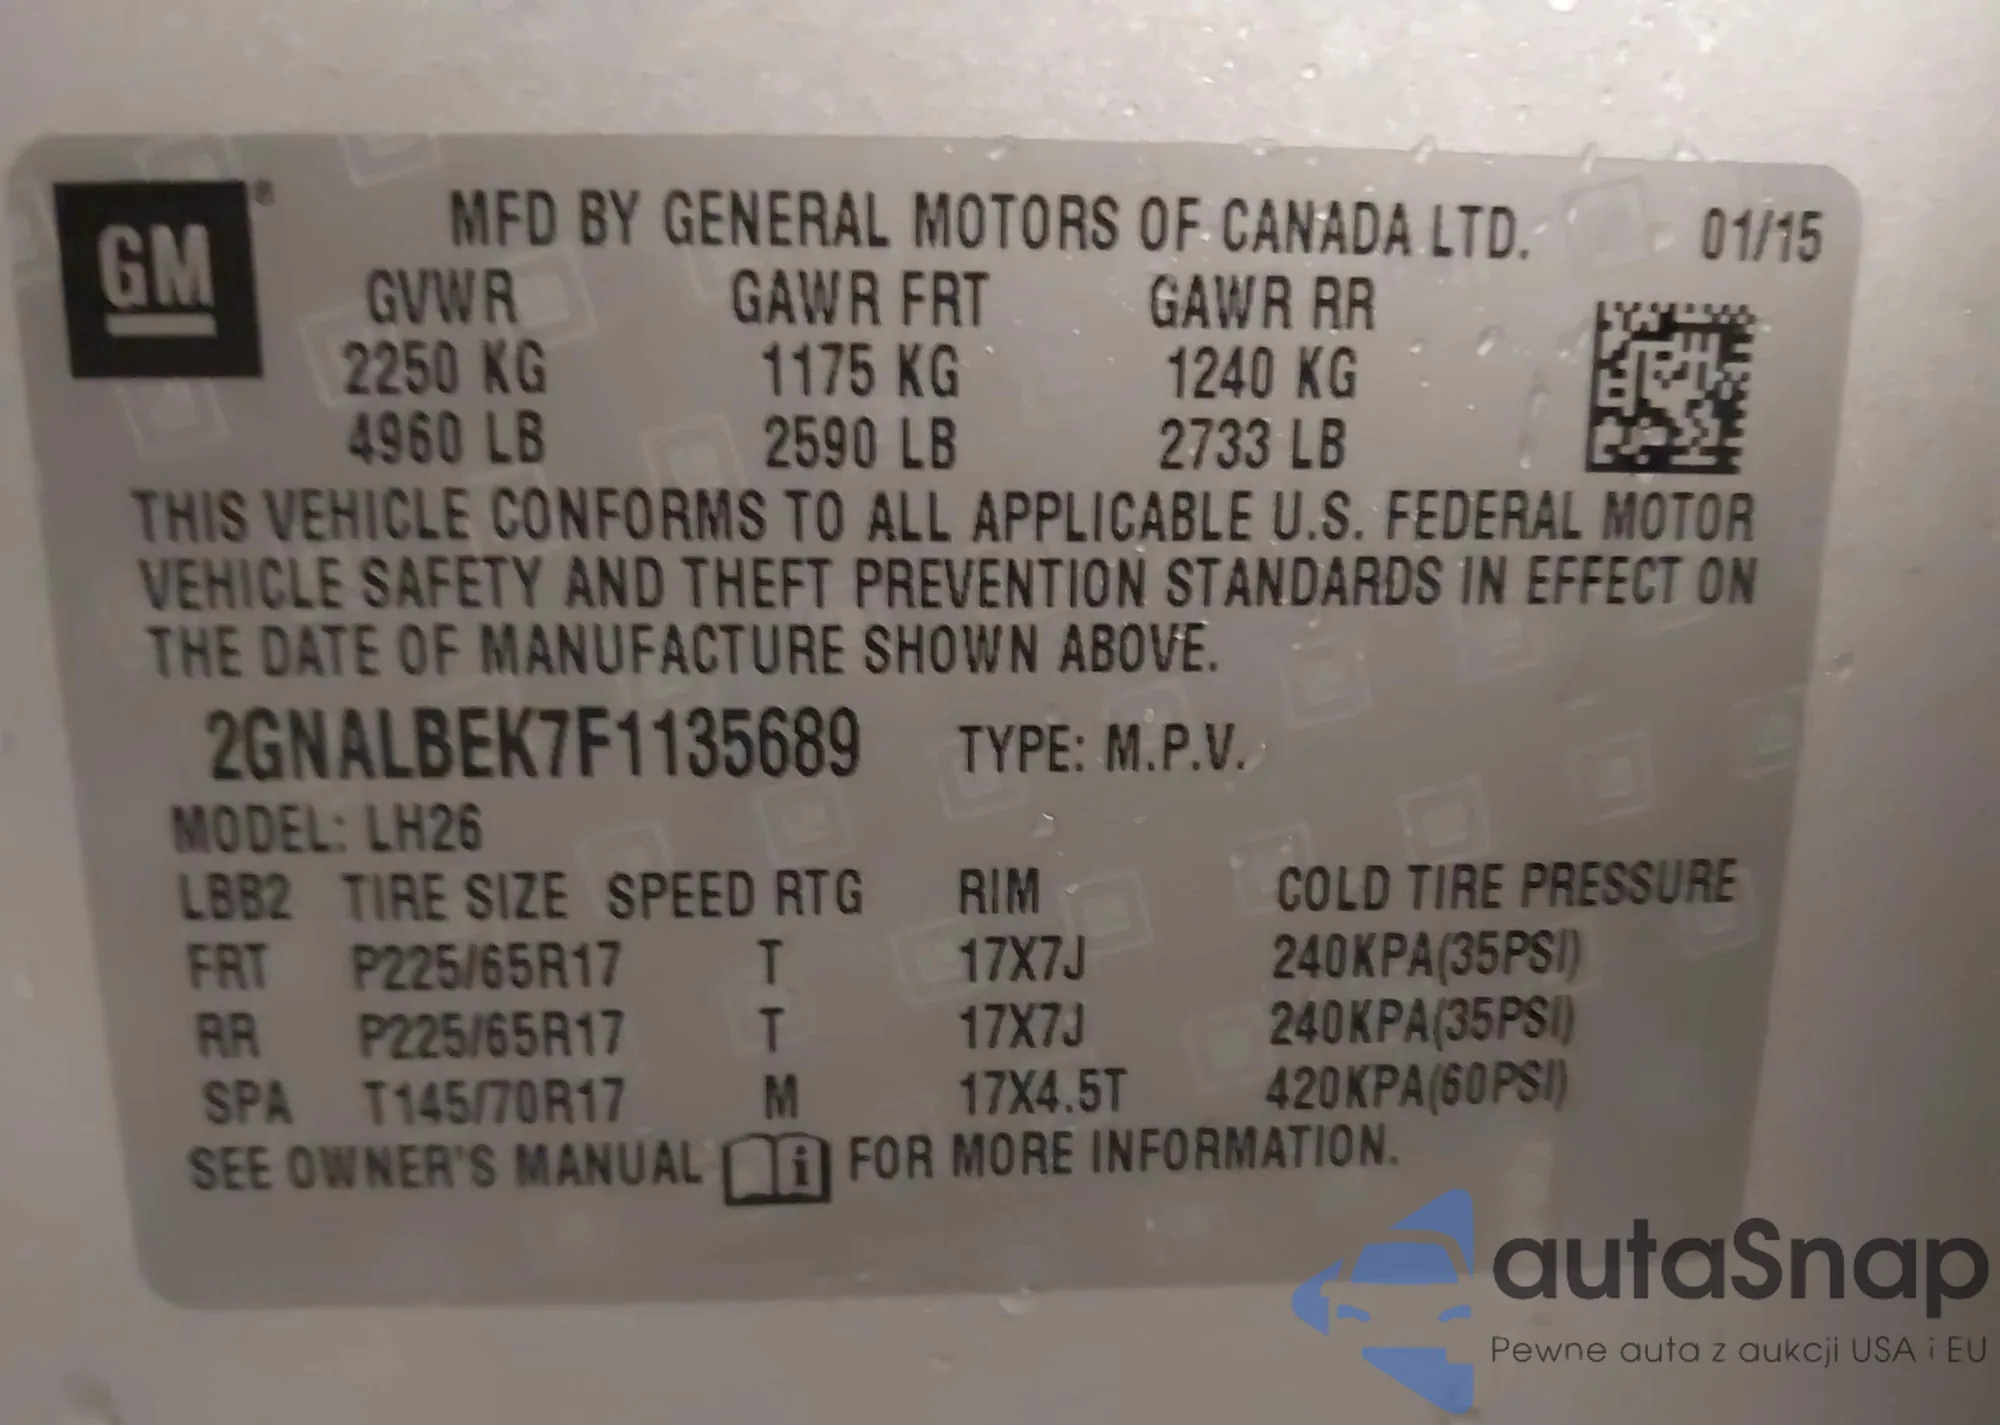 GM ®
MFD BY GENERAL MOTORS OF CANADA LTD. 01/15
GVWR GAWR FRT GAWR RR
2250 KG 1175 KG 1240 KG
4960 LB 2590 LB 2733 LB
THIS VEHICLE CONFORMS TO ALL APPLICABLE U.S. FEDERAL MOTOR
VEHICLE SAFETY AND THEFT PREVENTION STANDARDS IN EFFECT ON
THE DATE OF MANUFACTURE SHOWN ABOVE.
2GNALBEK7F1135689 TYPE: M.P.V.
MODEL: LH26
LBB2 TIRE SIZE SPEED RTG RIM COLD TIRE PRESSURE
FRT P225/65R17 T 17X7J 240KPA(35PSI)
RR P225/65R17 T 17X7J 240KPA(35PSI)
SPA T145/70R17 M 17X4.5T 420KPA(60PSI)
SEE OWNER'S MANUAL i FOR MORE INFORMATION.
autaSnap
Pewne auta z aukcji USA i EU